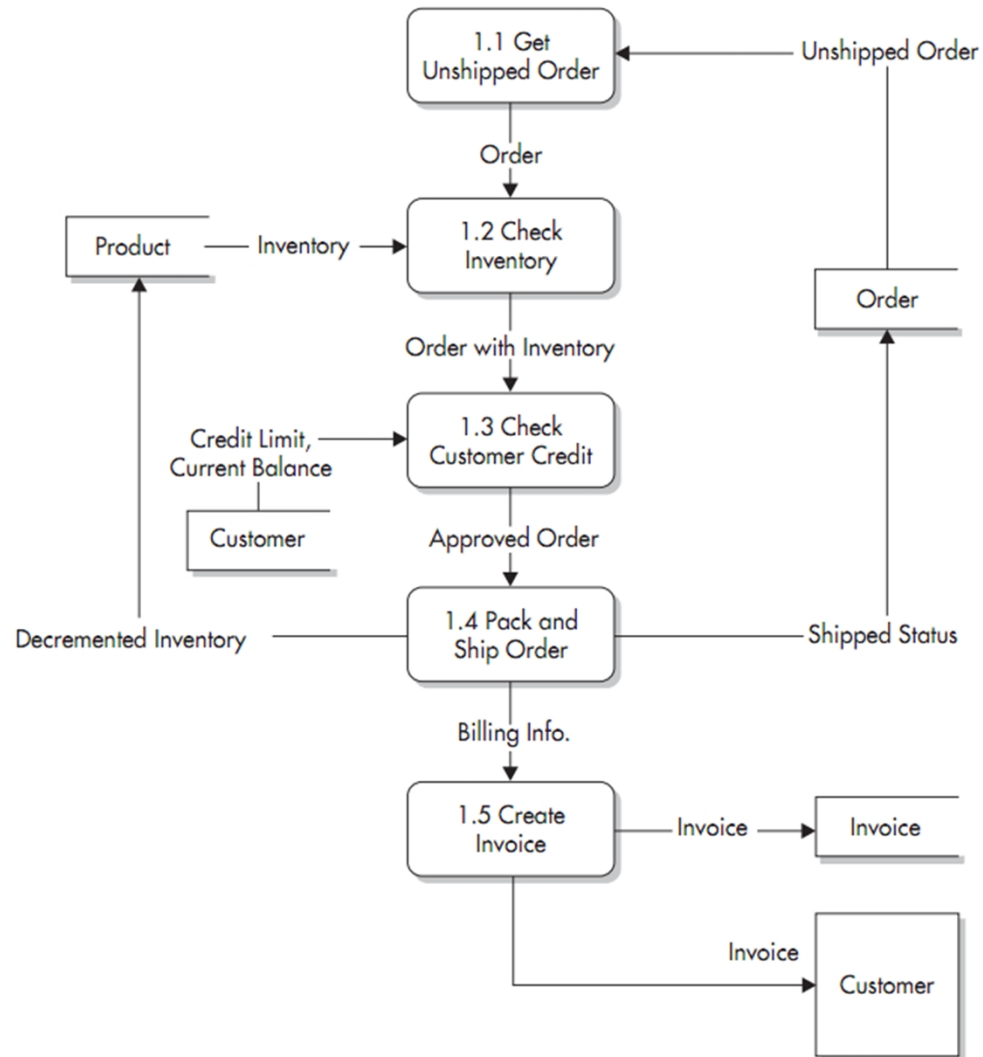 1.1 Get
Unshipped Order
Unshipped Order
Order
Product
Inventory
1.2 Check
Inventory
Order
Order with Inventory
Credit Limit,
Current Balance
1.3 Check
Customer Credit
Customer
Approved Order
Decremented Inventory
1.4 Pack and
Ship Order
Shipped Status
Billing Info.
1.5 Create
Invoice
Invoice
Invoice
Invoice
Customer